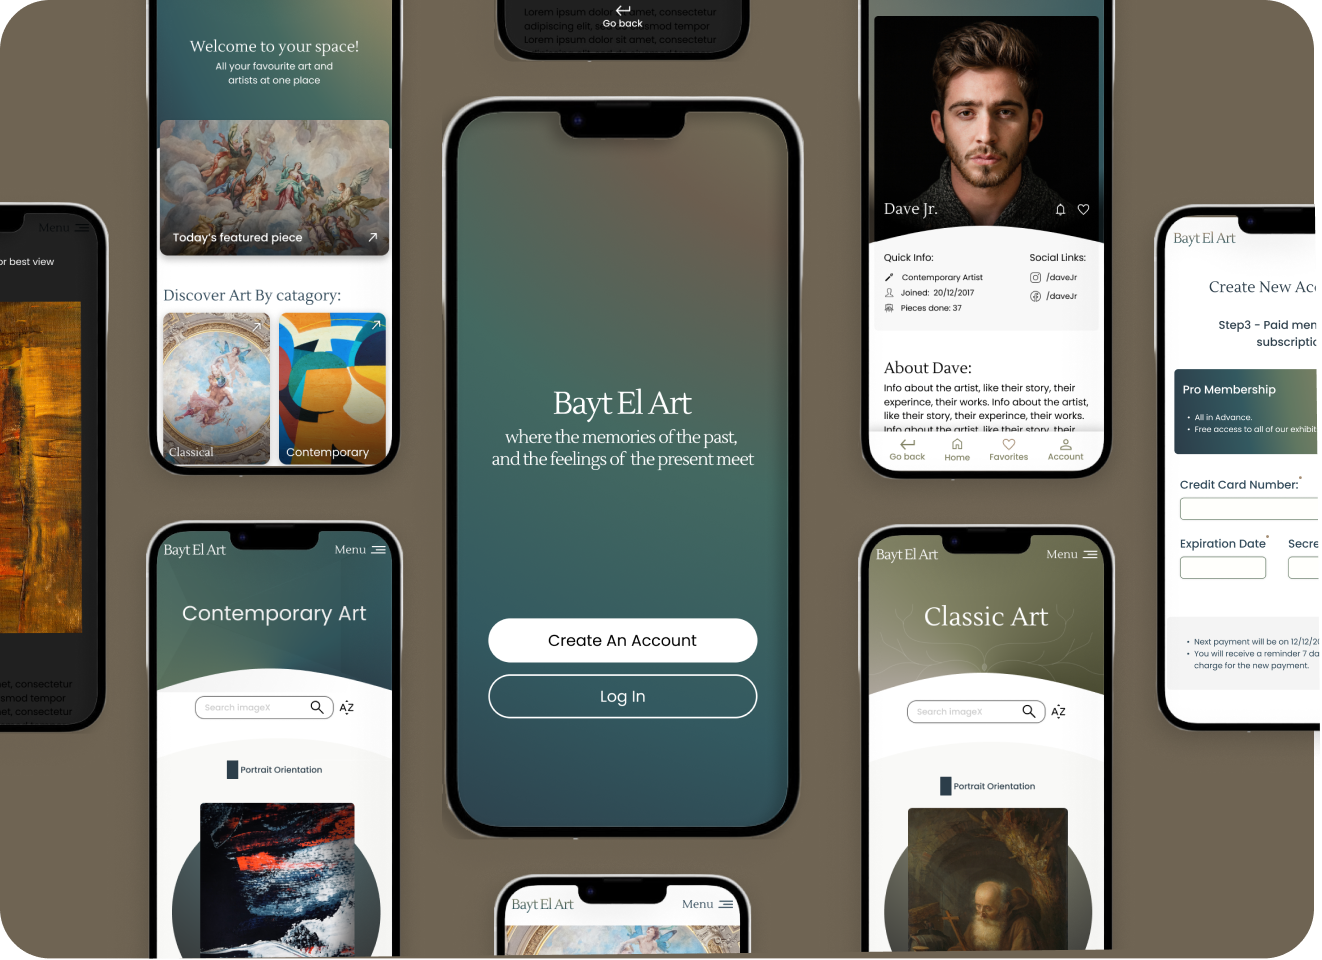 Welcome to your space!
All your favourite art and
artists at one place
Today's featured piece
Discover Art By catagory:
Classical
Contemporary
Lorem ipsum dolor sit amet, consectetur
adipiscing elit, sed do eiusmod tempor
Lorem ipsum dolor sit amet, consectetur
Go back
Dave Jr.
Quick Info:
Contemporary Artist
Joined: 20/12/2017
Pieces done: 37
Social Links:
/daveJr
/daveJr
About Dave:
Info about the artist, like their story, their
experince, their works. Info about the artist,
like their story, their experince, their works.
Info about the artist, like their story, their
Go back
Home
Favorites
Account
Menu
or best view
et, consectetur
smod tempor
et, consectetur
Bayt El Art
where the memories of the past,
and the feelings of the present meet
Create An Account
Log In
Bayt El Art
Create New Acc
Step3 - Paid mem
subscriptio
Pro Membership
• All in Advance.
• Free access to all of our exhibit
Credit Card Number:*
Expiration Date*
Secre
• Next payment will be on 12/12/20
• You will receive a reminder 7 da
charge for the new payment.
Bayt El Art
Menu
Contemporary Art
Search imageX
AZ
Portrait Orientation
Bayt El Art
Menu
Bayt El Art
Menu
Classic Art
Search imageX
AZ
Portrait Orientation